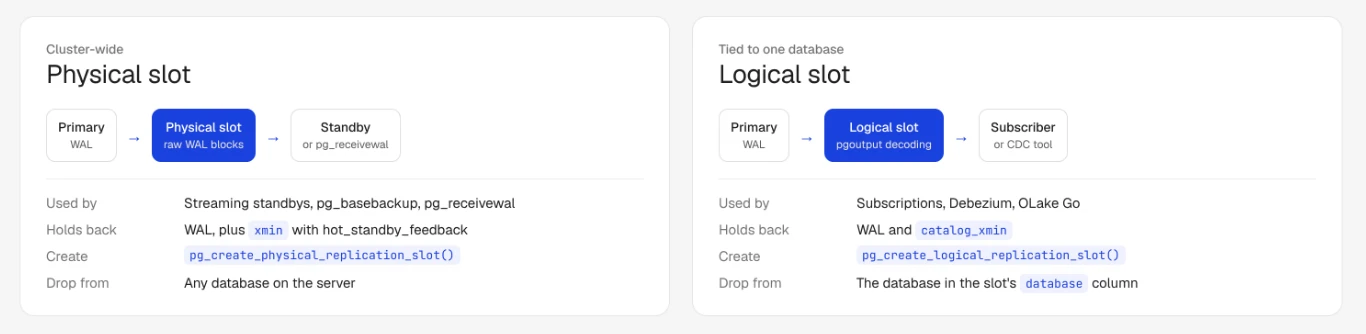 Cluster-wide
Physical slot
Primary
WAL
→
Physical slot
raw WAL blocks
→
Standby
or pg_receivewal
Used by Streaming standbys, pg_basebackup, pg_receivewal
Holds back WAL, plus xmin with hot_standby_feedback
Create pg_create_physical_replication_slot()
Drop from Any database on the server
Tied to one database
Logical slot
Primary
WAL
→
Logical slot
pgoutput decoding
→
Subscriber
or CDC tool
Used by Subscriptions, Debezium, OLake Go
Holds back WAL and catalog_xmin
Create pg_create_logical_replication_slot()
Drop from The database in the slot's database column